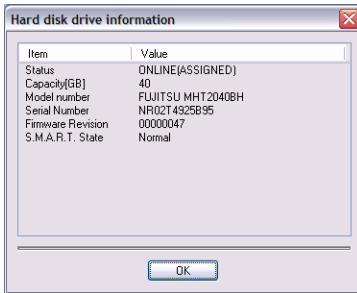 Hard disk drive information
Item Value
Status ONLINE(ASSIGNED)
Capacity[GB] 40
Model number FUJITSU MHT2040BH
Serial Number NR02T4925B95
Firmware Revision 00000047
S.M.A.R.T. State Normal
OK